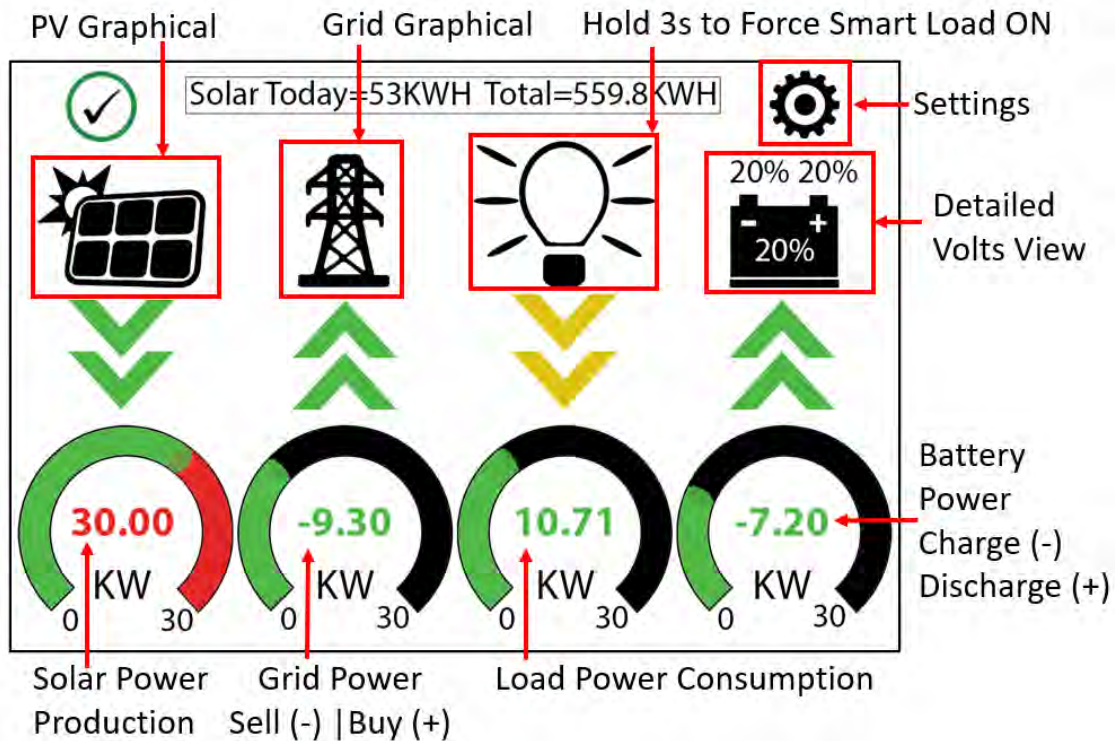 PV Graphical
Grid Graphical
Hold 3s to Force Smart Load ON
Solar Today=53KWH Total=559.8KWH
Settings
20% 20%
- +
20%
Detailed
Volts View
30.00
KW
0 30
-9.30
KW
0 30
10.71
KW
0 30
-7.20
KW
0 30
Battery
Power
Charge (-)
Discharge (+)
Solar Power
Production
Grid Power
Sell (-) |Buy (+)
Load Power Consumption